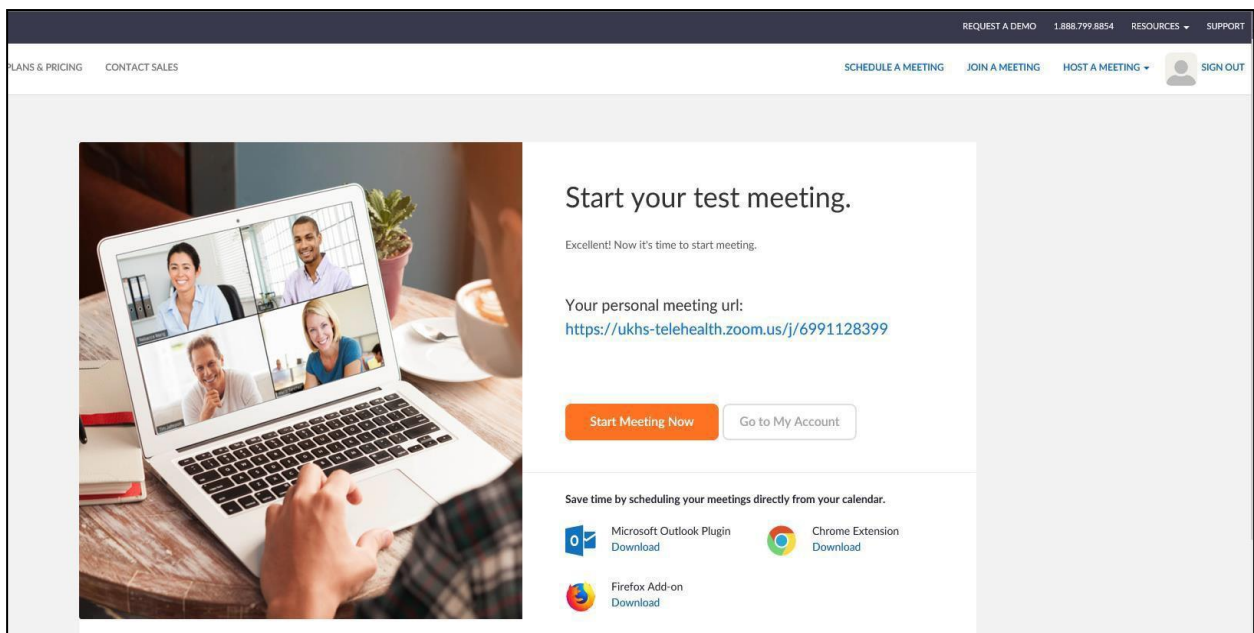 REQUEST A DEMO 1.888.799.8854 RESOURCES SUPPORT
PLANS & PRICING CONTACT SALES SCHEDULE A MEETING JOIN A MEETING HOST A MEETING SIGN OUT
Start your test meeting.
Excellent! Now it's time to start meeting.
Your personal meeting url:
https://ukhs-telehealth.zoom.us/j/6991128399
Start Meeting Now Go to My Account
Save time by scheduling your meetings directly from your calendar.
Microsoft Outlook Plugin
Download
Chrome Extension
Download
Firefox Add-on
Download